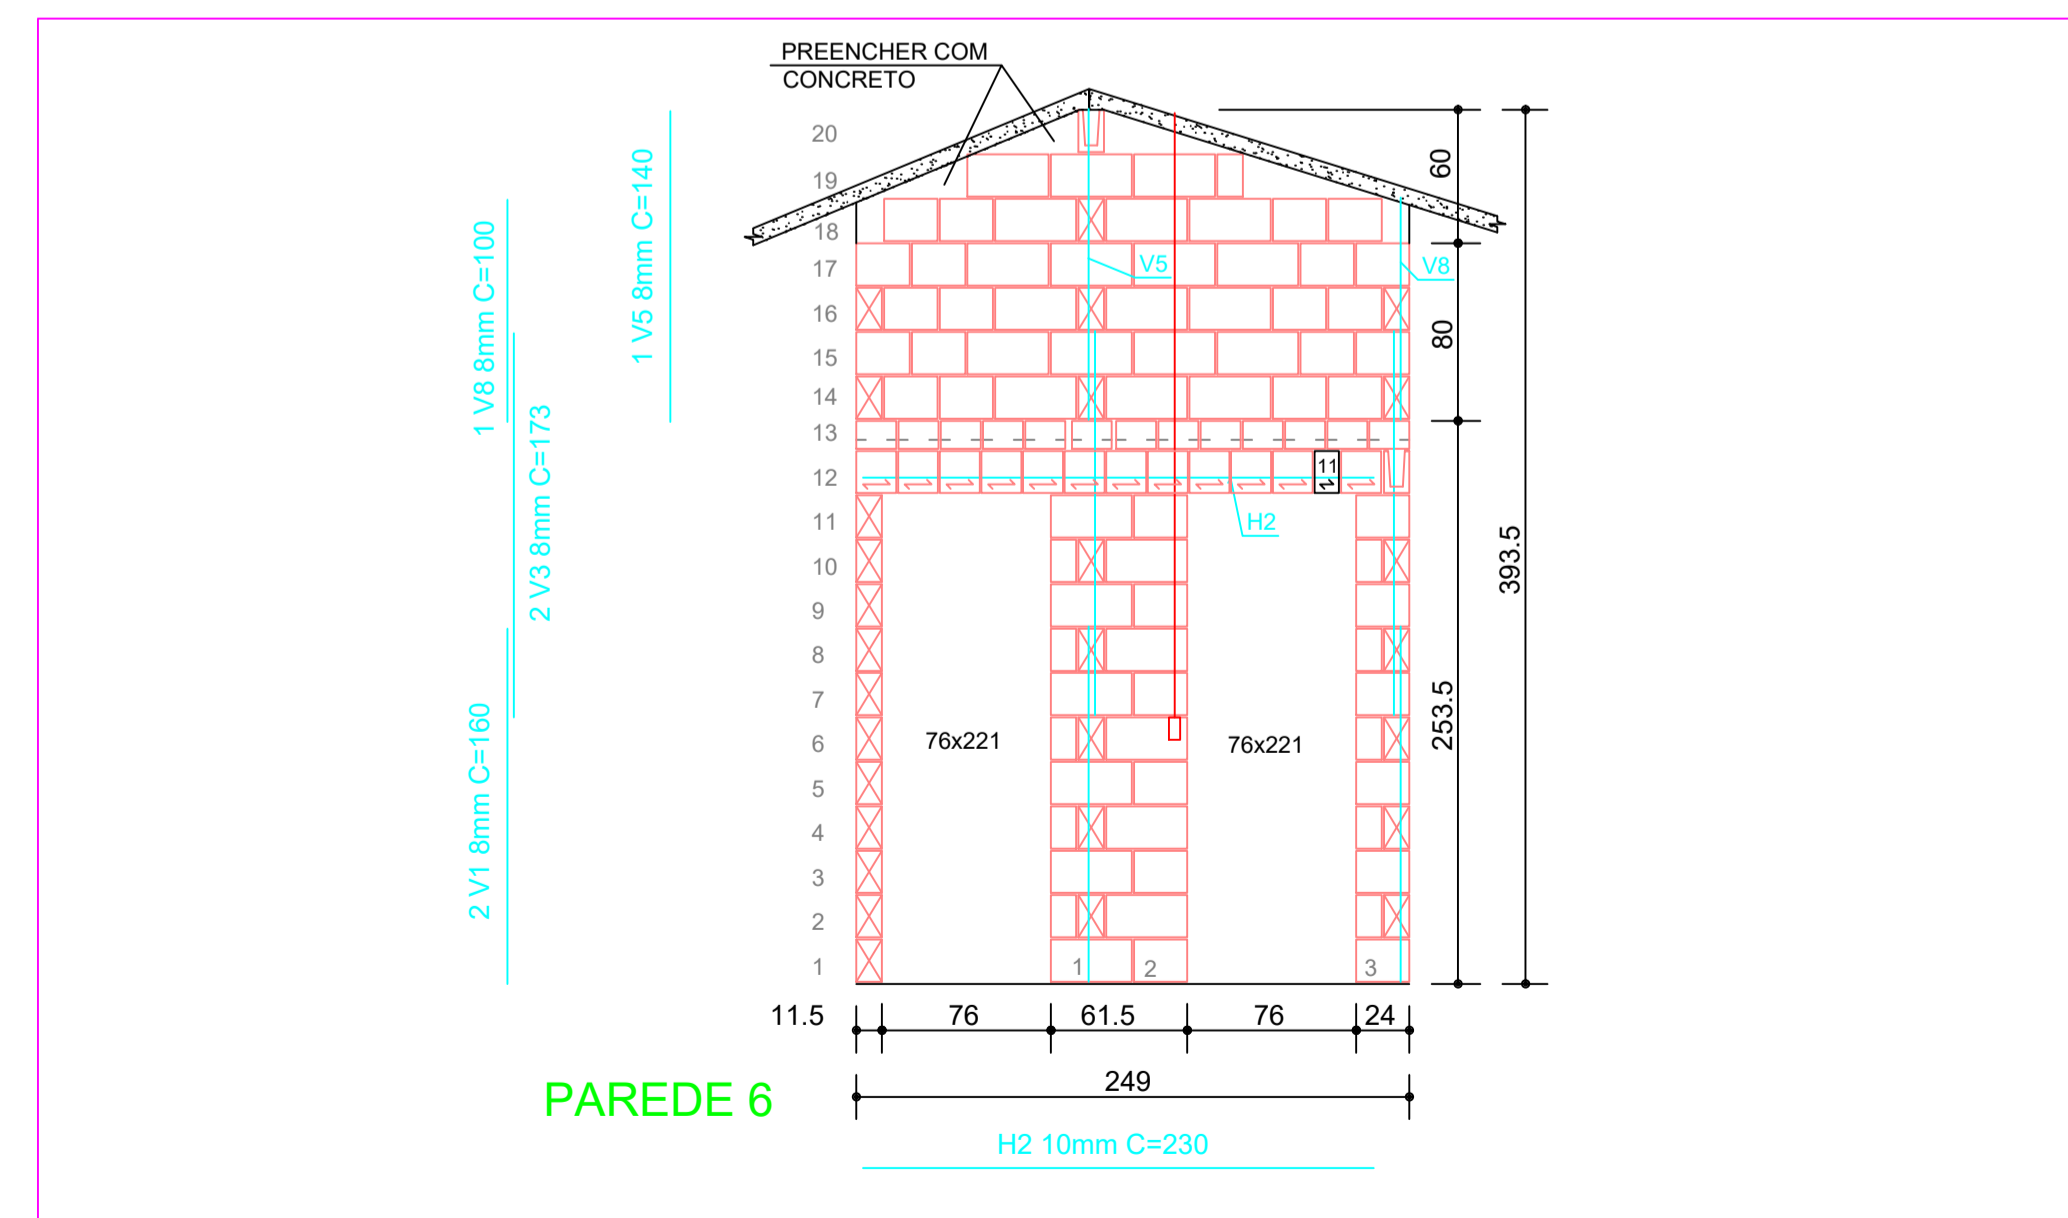 PREENCHER COM
CONCRETO
20
19
18
17
16
15
14
13
12
11
10
9
8
7
6
5
4
3
2
1
1 V8 8mm C=100
2 V3 8mm C=173
2 V1 8mm C=160
1 V5 8mm C=140
V5
V8
11
H2
76x221
76x221
1
2
3
60
80
253.5
393.5
11.5
76
61.5
76
24
249
PAREDE 6
H2 10mm C=230